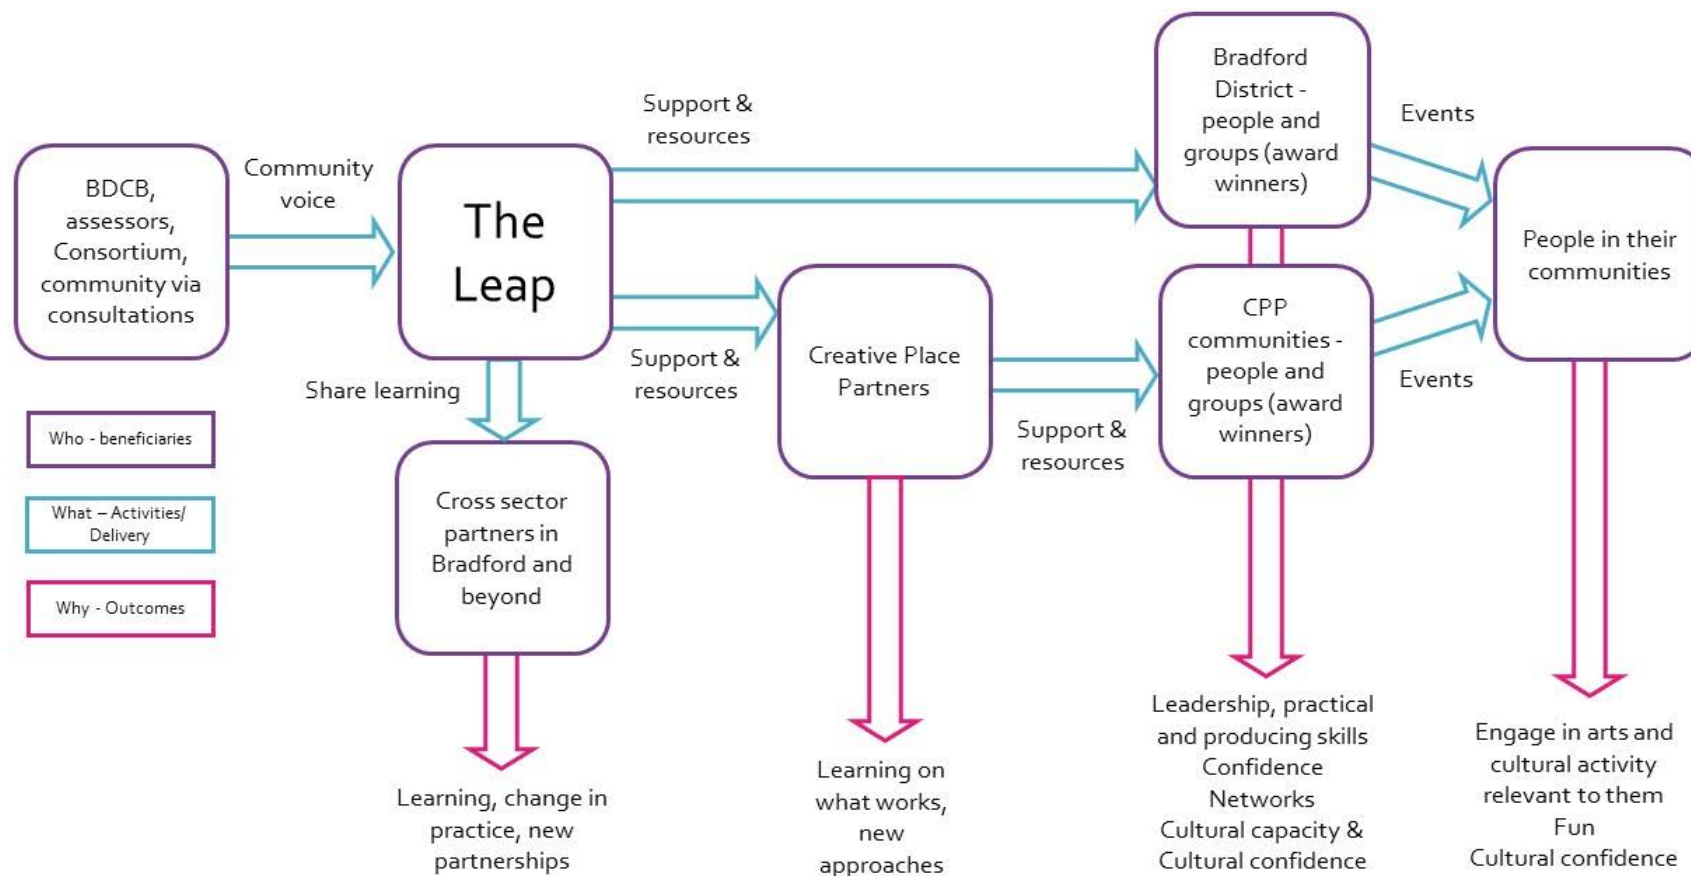 BDCB,
assessors,
Consortium,
community via
consultations
Community
voice
The
Leap
Support &
resources
Bradford
District -
people and
groups (award
winners)
Events
People in their
communities
Support &
resources
Creative Place
Partners
Support &
resources
CPP
communities -
people and
groups (award
winners)
Events
Share learning
Cross sector
partners in
Bradford and
beyond
Who - beneficiaries
What – Activities/
Delivery
Why - Outcomes
Learning, change in
practice, new
partnerships
Learning on
what works,
new
approaches
Leadership, practical
and producing skills
Confidence
Networks
Cultural capacity &
Cultural confidence
Engage in arts and
cultural activity
relevant to them
Fun
Cultural confidence